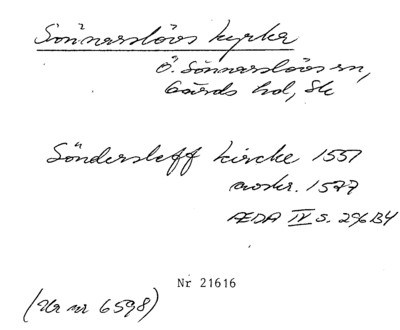 Sönnarslövs kyrka
Ö. Sönnarslövs sn,
Gärds hd, Sk
Söndersleff kircke 1551
avskr. 1577
ÆDA IV s. 296 B4
Nr 21616
(Ur nr 6598)